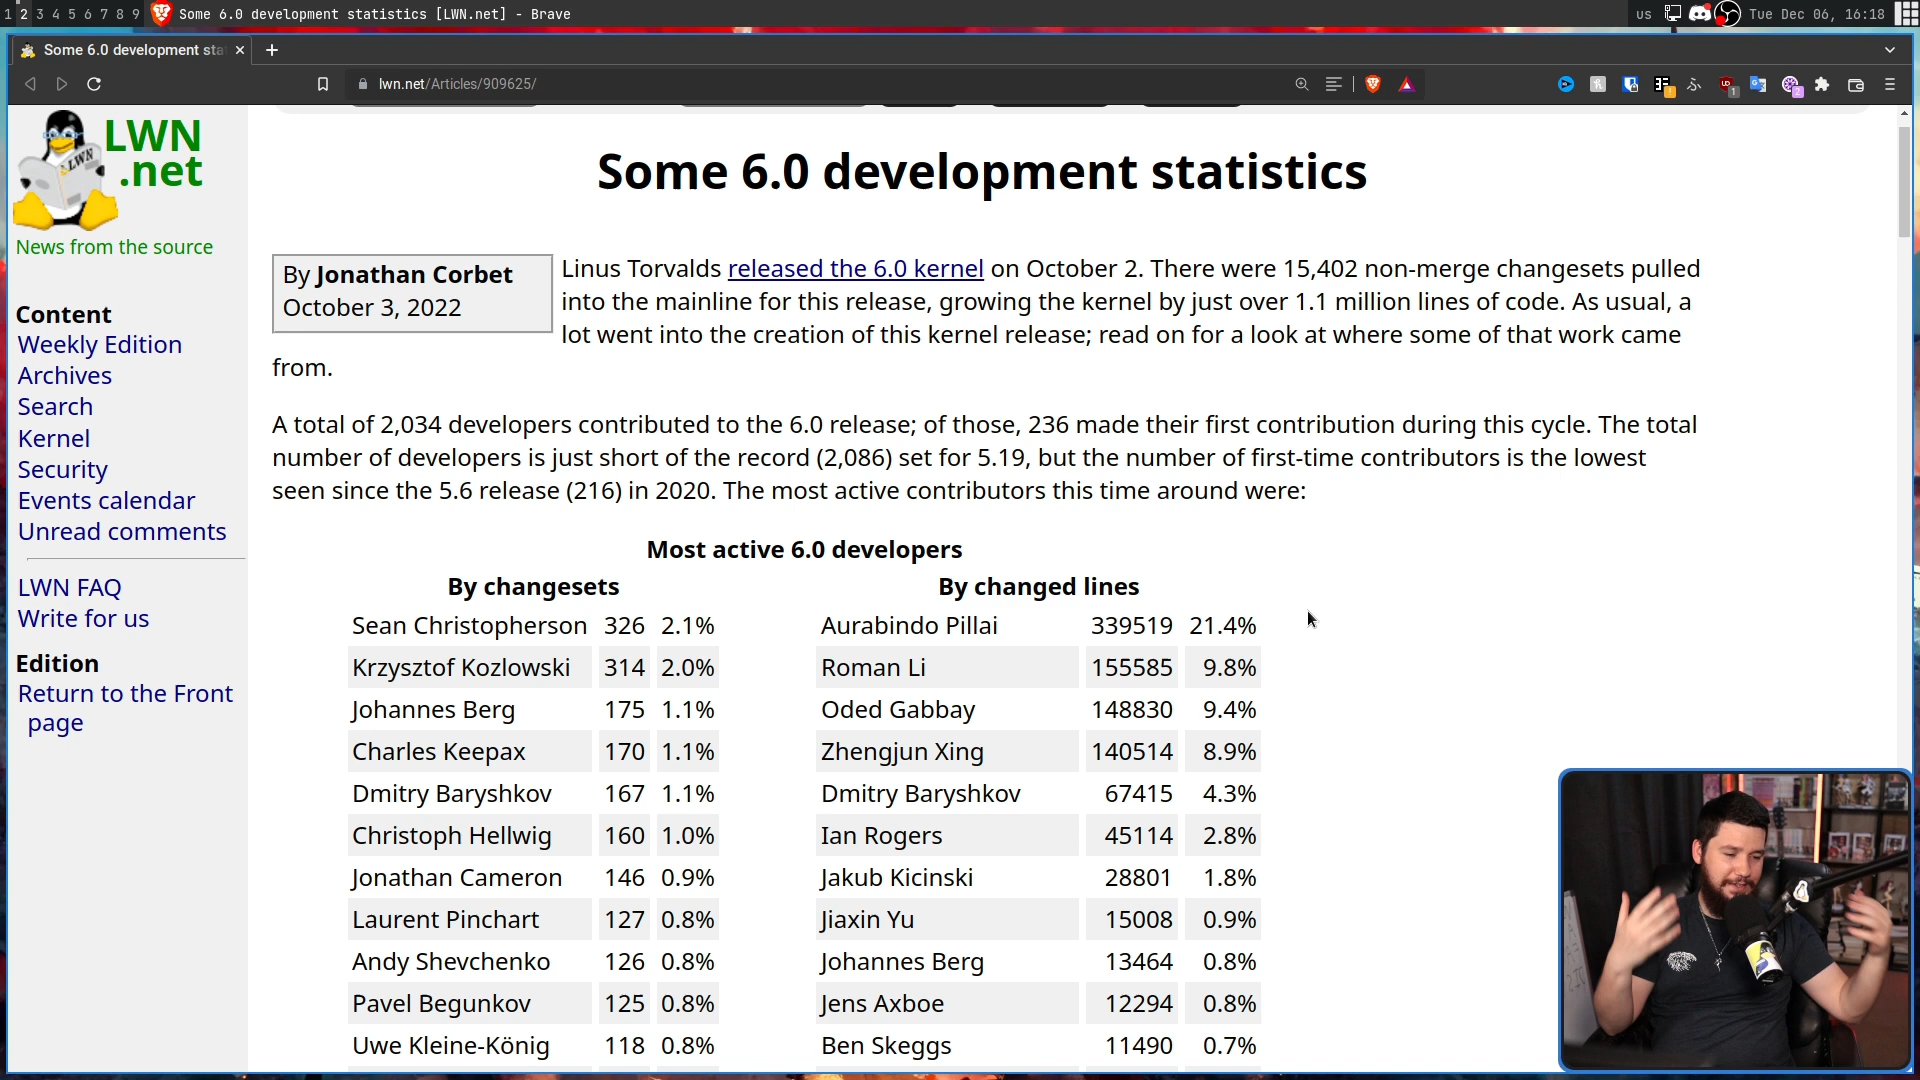 1 2 3 4 5 6 7 8 9 Some 6.0 development statistics [LWN.net] - Brave us Tue Dec 06, 16:18
Some 6.0 development sta
lwn.net/Articles/909625/
LWN
.net
LWN
News from the source
Content
Weekly Edition
Archives
Search
Kernel
Security
Events calendar
Unread comments
LWN FAQ
Write for us
Edition
Return to the Front
page
Some 6.0 development statistics
By Jonathan Corbet
October 3, 2022
Linus Torvalds released the 6.0 kernel on October 2. There were 15,402 non-merge changesets pulled
into the mainline for this release, growing the kernel by just over 1.1 million lines of code. As usual, a
lot went into the creation of this kernel release; read on for a look at where some of that work came
from.
A total of 2,034 developers contributed to the 6.0 release; of those, 236 made their first contribution during this cycle. The total
number of developers is just short of the record (2,086) set for 5.19, but the number of first-time contributors is the lowest
seen since the 5.6 release (216) in 2020. The most active contributors this time around were:
Most active 6.0 developers
By changesets By changed lines
Sean Christopherson 326 2.1% Aurabindo Pillai 339519 21.4%
Krzysztof Kozlowski 314 2.0% Roman Li 155585 9.8%
Johannes Berg 175 1.1% Oded Gabbay 148830 9.4%
Charles Keepax 170 1.1% Zhengjun Xing 140514 8.9%
Dmitry Baryshkov 167 1.1% Dmitry Baryshkov 67415 4.3%
Christoph Hellwig 160 1.0% Ian Rogers 45114 2.8%
Jonathan Cameron 146 0.9% Jakub Kicinski 28801 1.8%
Laurent Pinchart 127 0.8% Jiaxin Yu 15008 0.9%
Andy Shevchenko 126 0.8% Johannes Berg 13464 0.8%
Pavel Begunkov 125 0.8% Jens Axboe 12294 0.8%
Uwe Kleine-König 118 0.8% Ben Skeggs 11490 0.7%